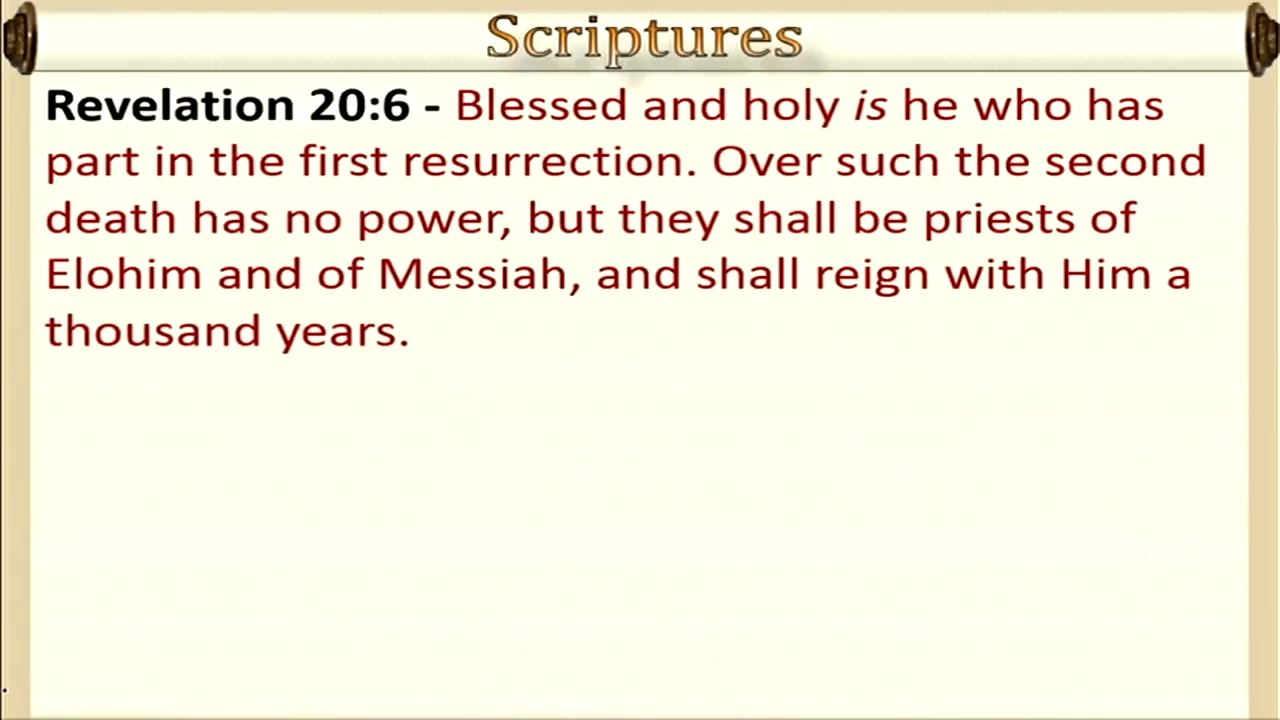 Scriptures
Revelation 20:6 - Blessed and holy is he who has
part in the first resurrection. Over such the second
death has no power, but they shall be priests of
Elohim and of Messiah, and shall reign with Him a
thousand years.